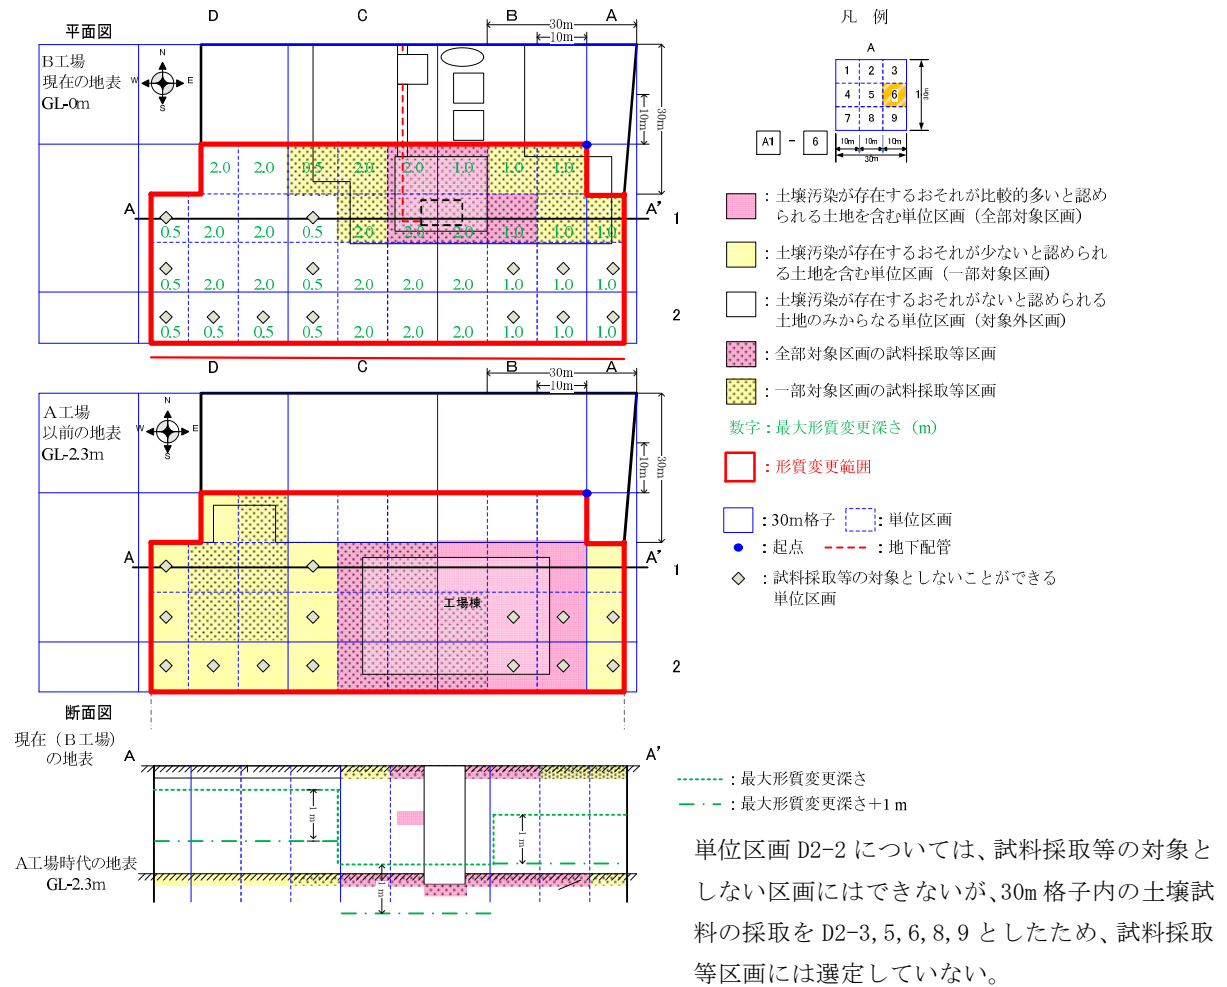 平面図
D C B A
30m
10m
B工場
現在の地表
GL-0m
N
W E
S
10m
30m
2.0 2.0 0.5 2.0 2.0 1.0 1.0 1.0
A A’ 1
0.5 2.0 2.0 0.5 2.0 2.0 2.0 1.0 1.0 1.0
0.5 2.0 2.0 0.5 2.0 2.0 2.0 1.0 1.0 1.0
2
0.5 0.5 0.5 0.5 2.0 2.0 2.0 1.0 1.0 1.0
D C B A
30m
10m
A工場
以前の地表
GL-2.3m
N
W E
S
10m
30m
A A’ 1
工場棟
2
断面図
現在(B工場)
の地表
A A’
1m
1m
1m
A工場時代の地表
GL-2.3m
凡 例
A
1 2 3
4 5 6 1
7 8 9
30m
A1 - 6
10m 10m 10m
30m
:土壌汚染が存在するおそれが比較的多いと認め
られる土地を含む単位区画(全部対象区画)
:土壌汚染が存在するおそれが少ないと認められ
る土地を含む単位区画(一部対象区画)
:土壌汚染が存在するおそれがないと認められる
土地のみからなる単位区画(対象外区画)
:全部対象区画の試料採取等区画
:一部対象区画の試料採取等区画
数字:最大形質変更深さ(m)
:形質変更範囲
:30m格子 :単位区画
:起点 :地下配管
:試料採取等の対象としないことができる
単位区画
:最大形質変更深さ
:最大形質変更深さ+1m
単位区画 D2-2 については、試料採取等の対象と
しない区画にはできないが、30m 格子内の土壌試
料の採取を D2-3,5,6,8,9 としたため、試料採取
等区画には選定していない。